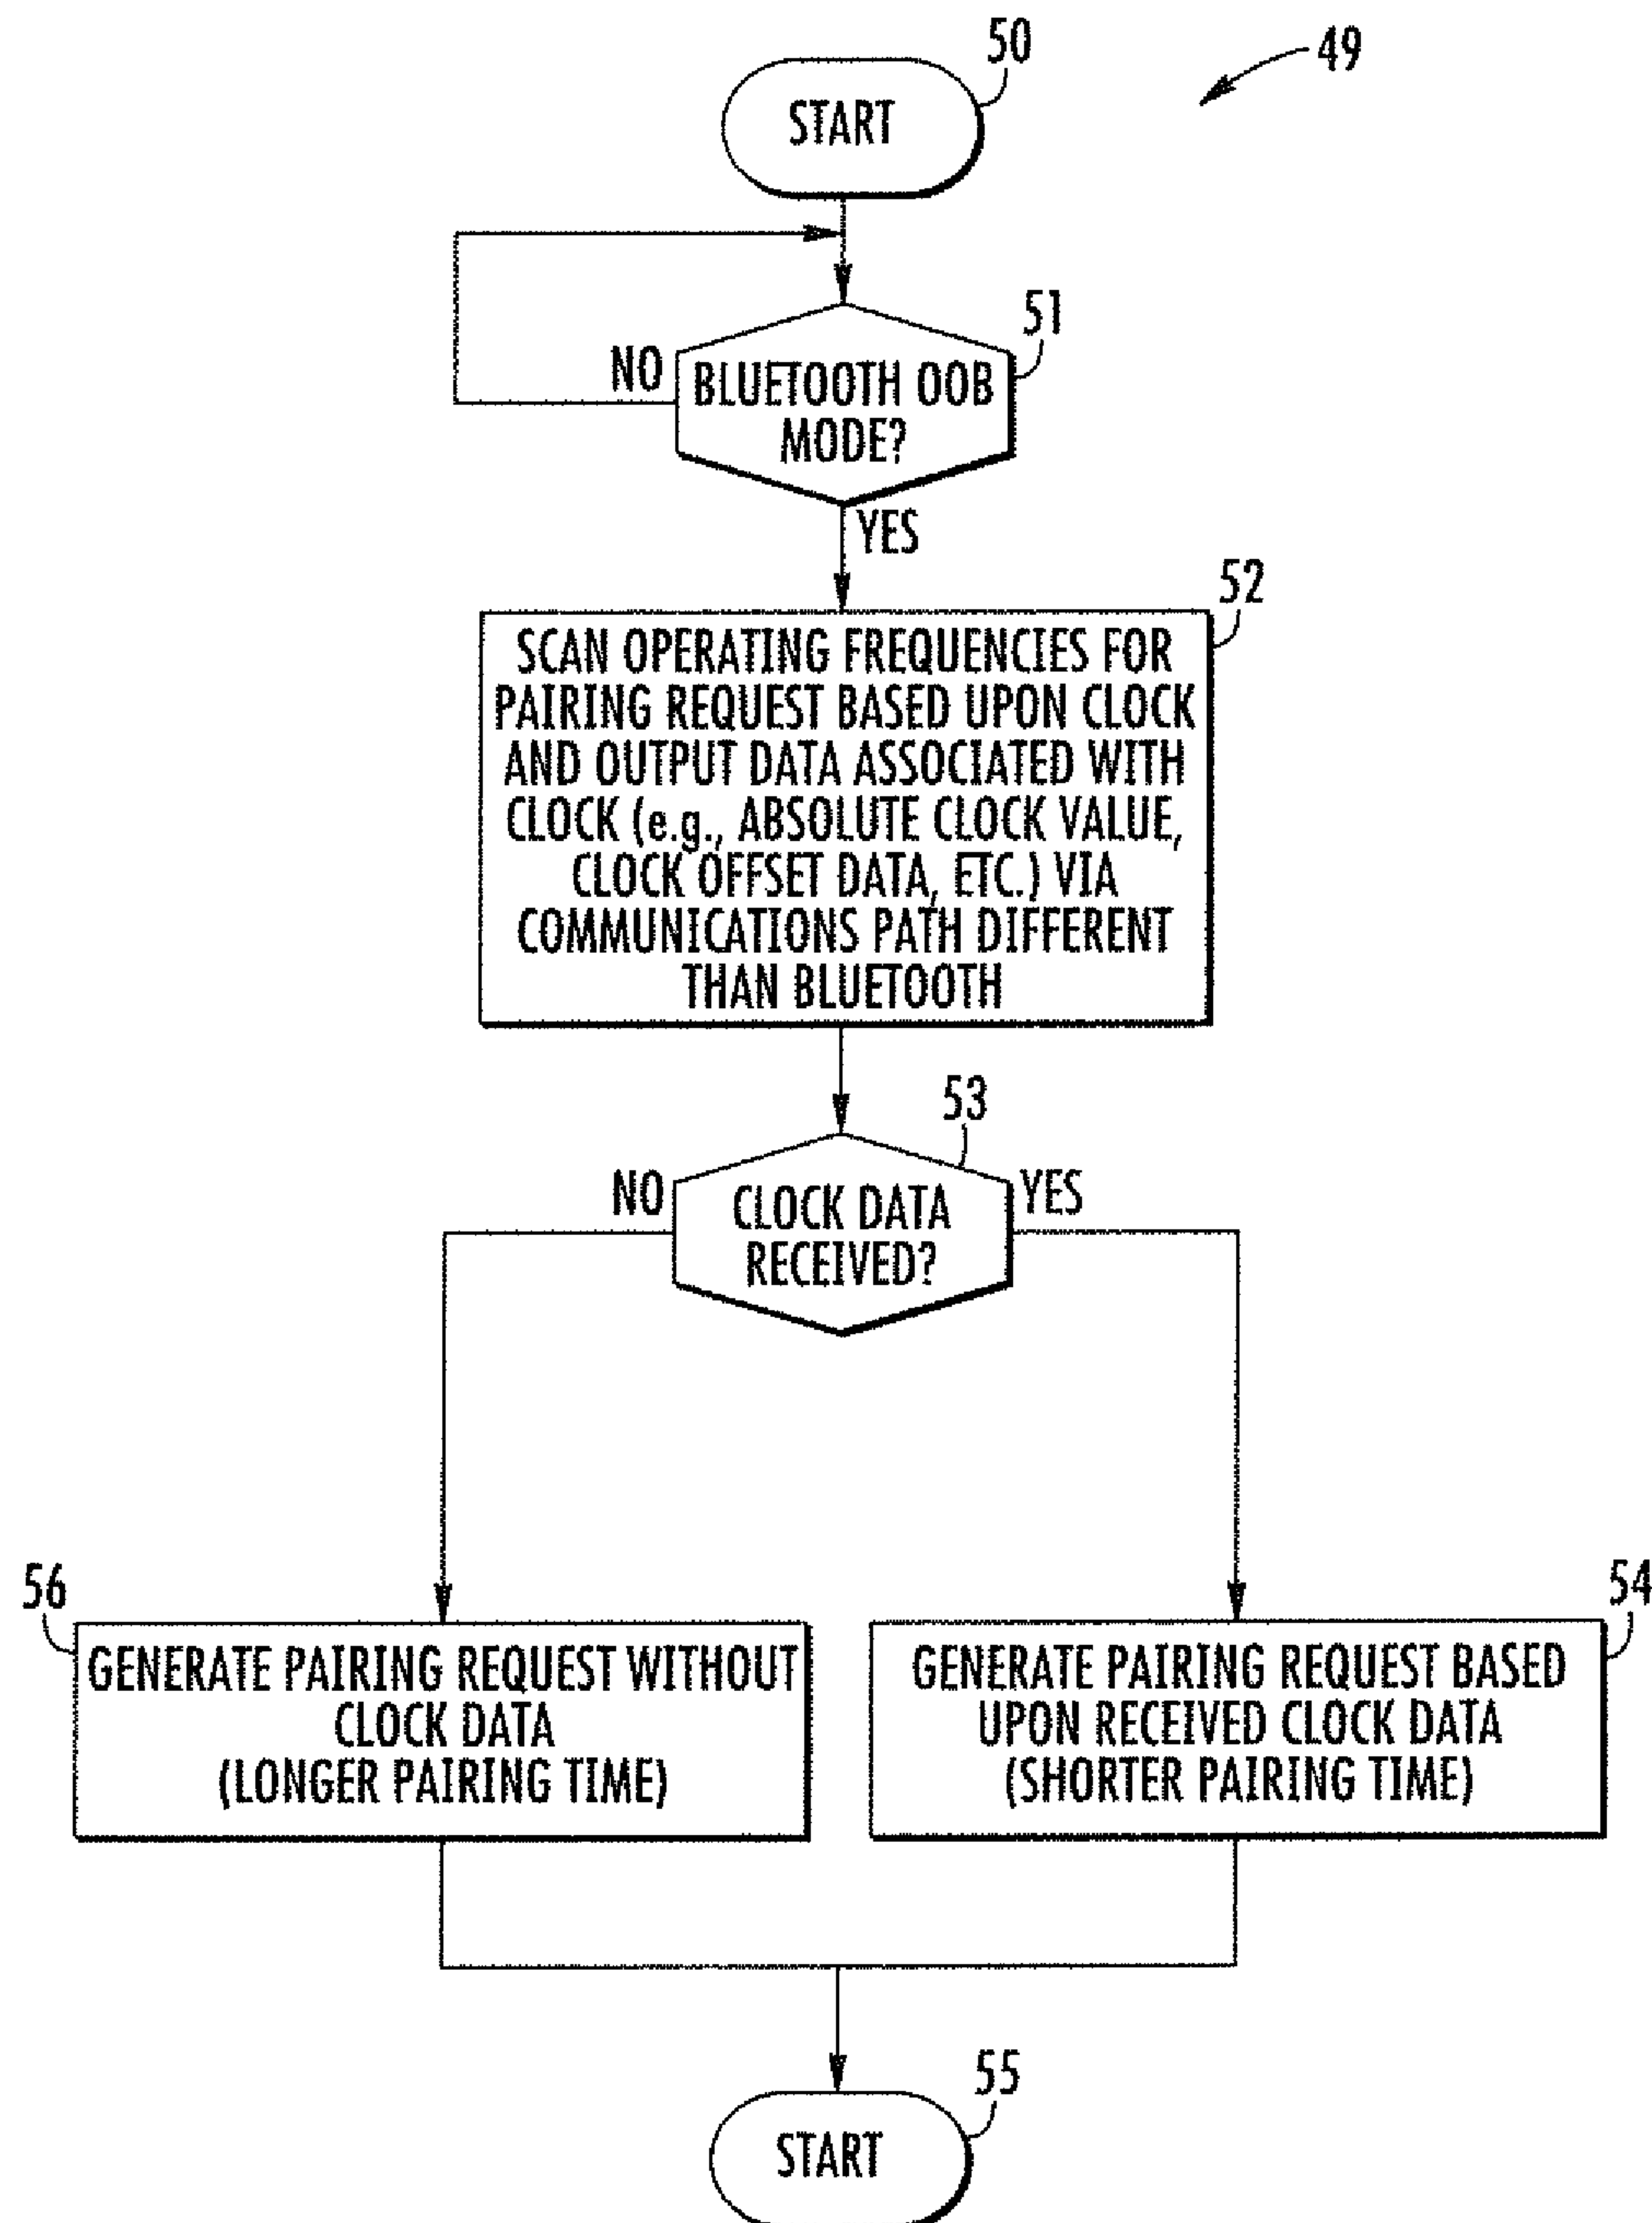 50
49
START
51
NO
BLUETOOTH OOB
MODE?
YES
52
SCAN OPERATING FREQUENCIES FOR
PAIRING REQUEST BASED UPON CLOCK
AND OUTPUT DATA ASSOCIATED WITH
CLOCK (e.g., ABSOLUTE CLOCK VALUE,
CLOCK OFFSET DATA, ETC.) VIA
COMMUNICATIONS PATH DIFFERENT
THAN BLUETOOTH
53
NO
YES
CLOCK DATA
RECEIVED?
56
GENERATE PAIRING REQUEST WITHOUT
CLOCK DATA
(LONGER PAIRING TIME)
54
GENERATE PAIRING REQUEST BASED
UPON RECEIVED CLOCK DATA
(SHORTER PAIRING TIME)
55
START